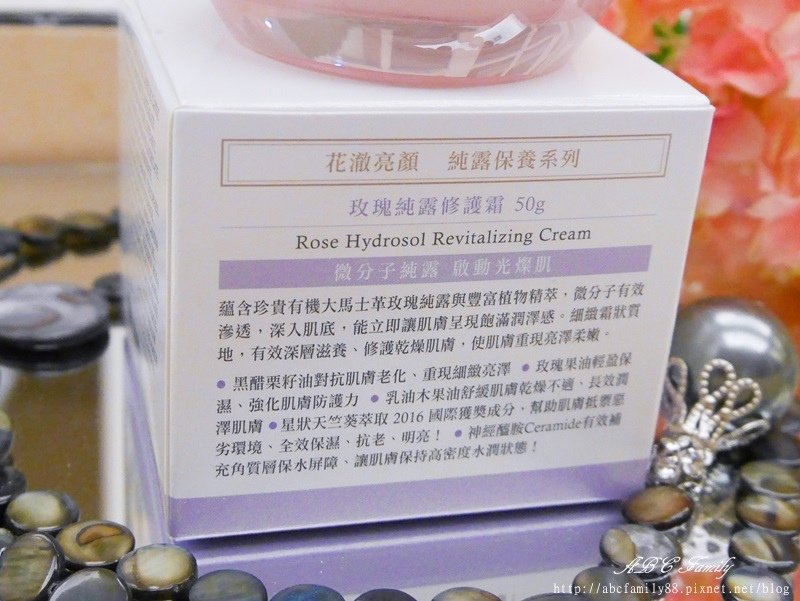 花澈亮顏 純露保養系列
玫瑰純露修護霜 50g
Rose Hydrosol Revitalizing Cream
微分子純露 啟動光燦肌
蘊含珍貴有機大馬士革玫瑰純露與豐富植物精萃，微分子有效
滲透，深入肌底，能立即讓肌膚呈現飽滿潤澤感。細緻霜狀質
地，有效深層滋養、修護乾燥肌膚，使肌膚重現亮澤柔嫩。
● 黑醋栗籽油對抗肌膚老化、重現細緻亮澤 ● 玫瑰果油輕盈保
濕、強化肌膚防護力 ● 乳油木果油舒緩肌膚乾燥不適、長效潤
澤肌膚 ● 星狀天竺葵萃取 2016 國際獲獎成分，幫助肌膚抵禦惡
劣環境、全效保濕、抗老、明亮！ ● 神經醯胺Ceramide有效補
充角質層保水屏障、讓肌膚保持高密度水潤狀態！
ABC Family
http://abcfamily88.pixnet.net/blog